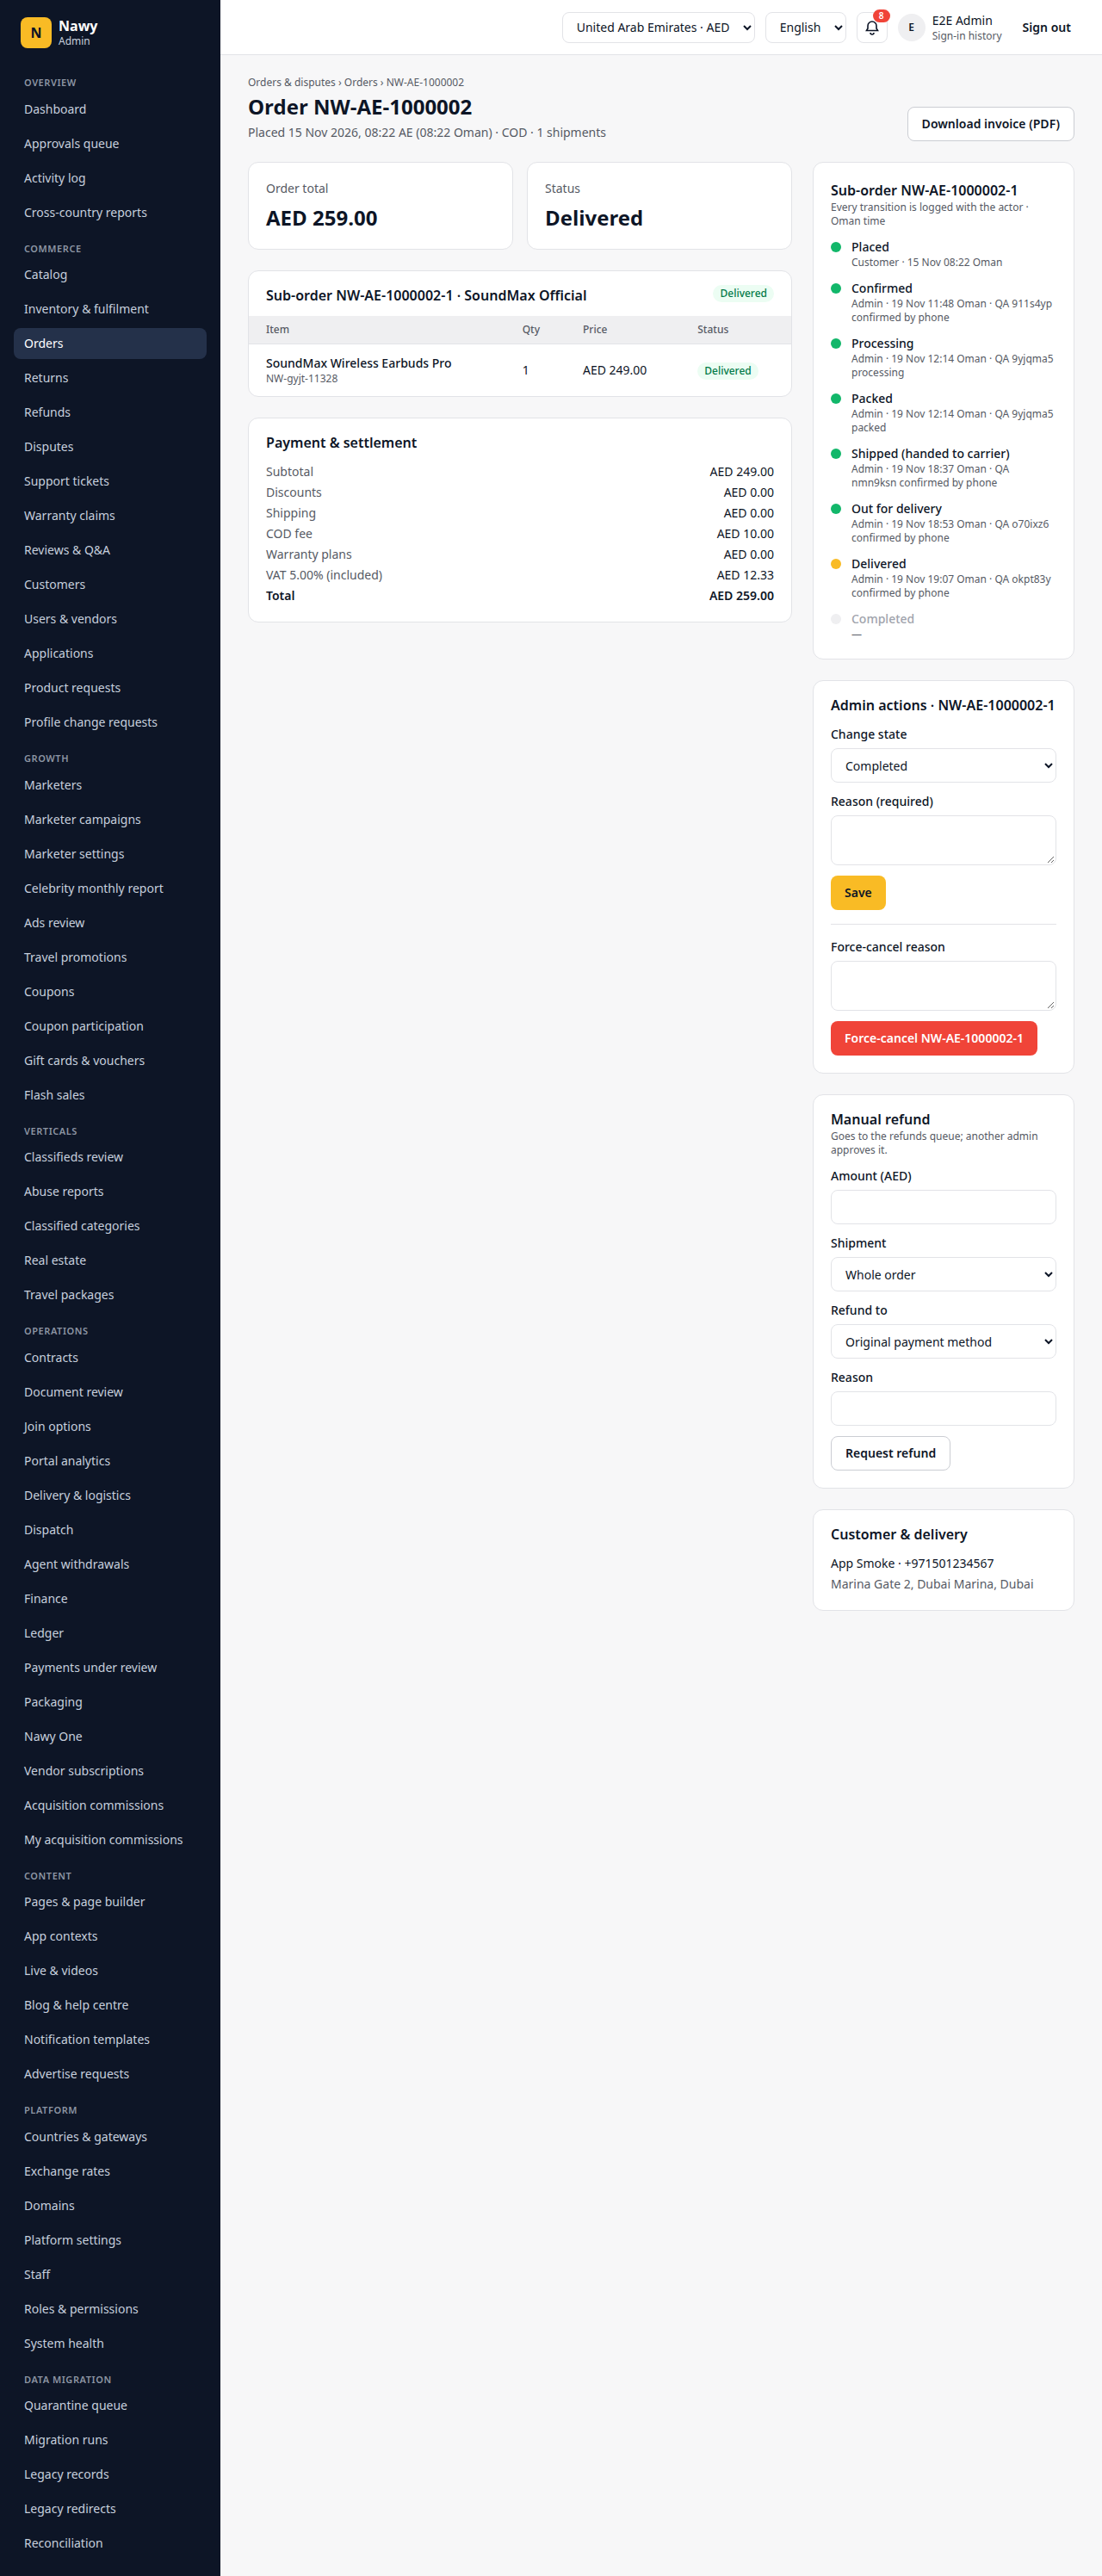 N
Nawy
Admin
OVERVIEW
Dashboard
Approvals queue
Activity log
Cross-country reports
COMMERCE
Catalog
Inventory & fulfilment
Orders
Returns
Refunds
Disputes
Support tickets
Warranty claims
Reviews & Q&A
Customers
Users & vendors
Applications
Product requests
Profile change requests
GROWTH
Marketers
Marketer campaigns
Marketer settings
Celebrity monthly report
Ads review
Travel promotions
Coupons
Coupon participation
Gift cards & vouchers
Flash sales
VERTICALS
Classifieds review
Abuse reports
Classified categories
Real estate
Travel packages
OPERATIONS
Contracts
Document review
Join options
Portal analytics
Delivery & logistics
Dispatch
Agent withdrawals
Finance
Ledger
Payments under review
Packaging
Nawy One
Vendor subscriptions
Acquisition commissions
My acquisition commissions
CONTENT
Pages & page builder
App contexts
Live & videos
Blog & help centre
Notification templates
Advertise requests
PLATFORM
Countries & gateways
Exchange rates
Domains
Platform settings
Staff
Roles & permissions
System health
DATA MIGRATION
Quarantine queue
Migration runs
Legacy records
Legacy redirects
Reconciliation
United Arab Emirates · AED
English
8
E
E2E Admin
Sign-in history
Sign out
Orders & disputes › Orders › NW-AE-1000002
Order NW-AE-1000002
Placed 15 Nov 2026, 08:22 AE (08:22 Oman) · COD · 1 shipments
Download invoice (PDF)
Order total
AED 259.00
Status
Delivered
Sub-order NW-AE-1000002-1 · SoundMax Official
Delivered
Item Qty Price Status
SoundMax Wireless Earbuds Pro
NW-gyjt-11328
1 AED 249.00 Delivered
Payment & settlement
Subtotal AED 249.00
Discounts AED 0.00
Shipping AED 0.00
COD fee AED 10.00
Warranty plans AED 0.00
VAT 5.00% (included) AED 12.33
Total AED 259.00
Sub-order NW-AE-1000002-1
Every transition is logged with the actor ·
Oman time
Placed
Customer · 15 Nov 08:22 Oman
Confirmed
Admin · 19 Nov 11:48 Oman · QA 911s4yp
confirmed by phone
Processing
Admin · 19 Nov 12:14 Oman · QA 9yjqma5
processing
Packed
Admin · 19 Nov 12:14 Oman · QA 9yjqma5
packed
Shipped (handed to carrier)
Admin · 19 Nov 18:37 Oman · QA
nmn9ksn confirmed by phone
Out for delivery
Admin · 19 Nov 18:53 Oman · QA o70ixz6
confirmed by phone
Delivered
Admin · 19 Nov 19:07 Oman · QA okpt83y
confirmed by phone
Completed
—
Admin actions · NW-AE-1000002-1
Change state
Completed
Reason (required)
Save
Force-cancel reason
Force-cancel NW-AE-1000002-1
Manual refund
Goes to the refunds queue; another admin
approves it.
Amount (AED)
Shipment
Whole order
Refund to
Original payment method
Reason
Request refund
Customer & delivery
App Smoke · +971501234567
Marina Gate 2, Dubai Marina, Dubai